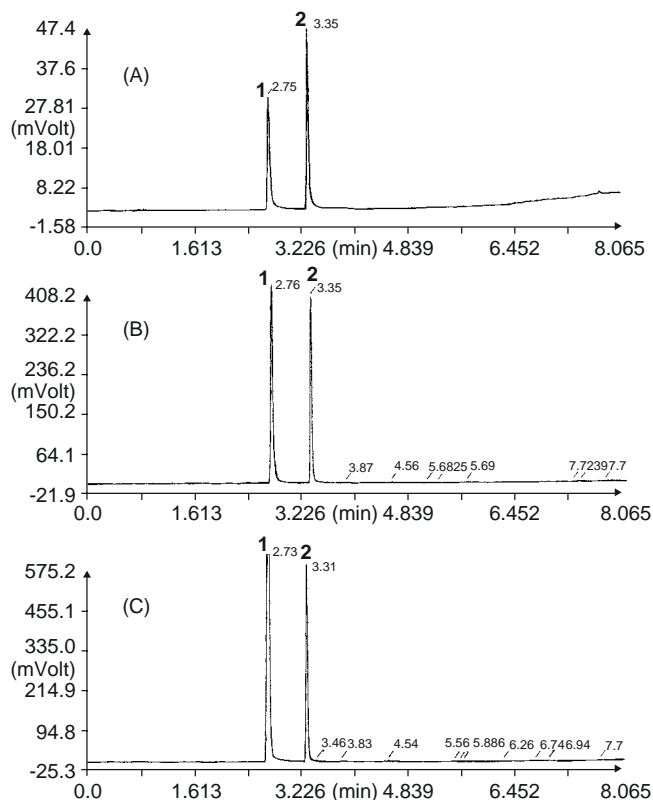 47.4
2
3.35
37.6
(A)
1
2.75
27.81
(mVolt)
18.01
8.22
-1.58
0.0 1.613 3.226 (min) 4.839 6.452 8.065
408.2
1
2.76
2
3.35
322.2
(B)
236.2
(mVolt)
150.2
64.1
3.87 4.56 5.6825 5.69 7.72397.7
-21.9
0.0 1.613 3.226 (min) 4.839 6.452 8.065
575.2
1
2.73
2
3.31
(C)
455.1
335.0
(mVolt)
214.9
94.8
3.463.83 4.54 5.56 5.886 6.26 6.746.94 7.7
-25.3
0.0 1.613 3.226 (min) 4.839 6.452 8.065